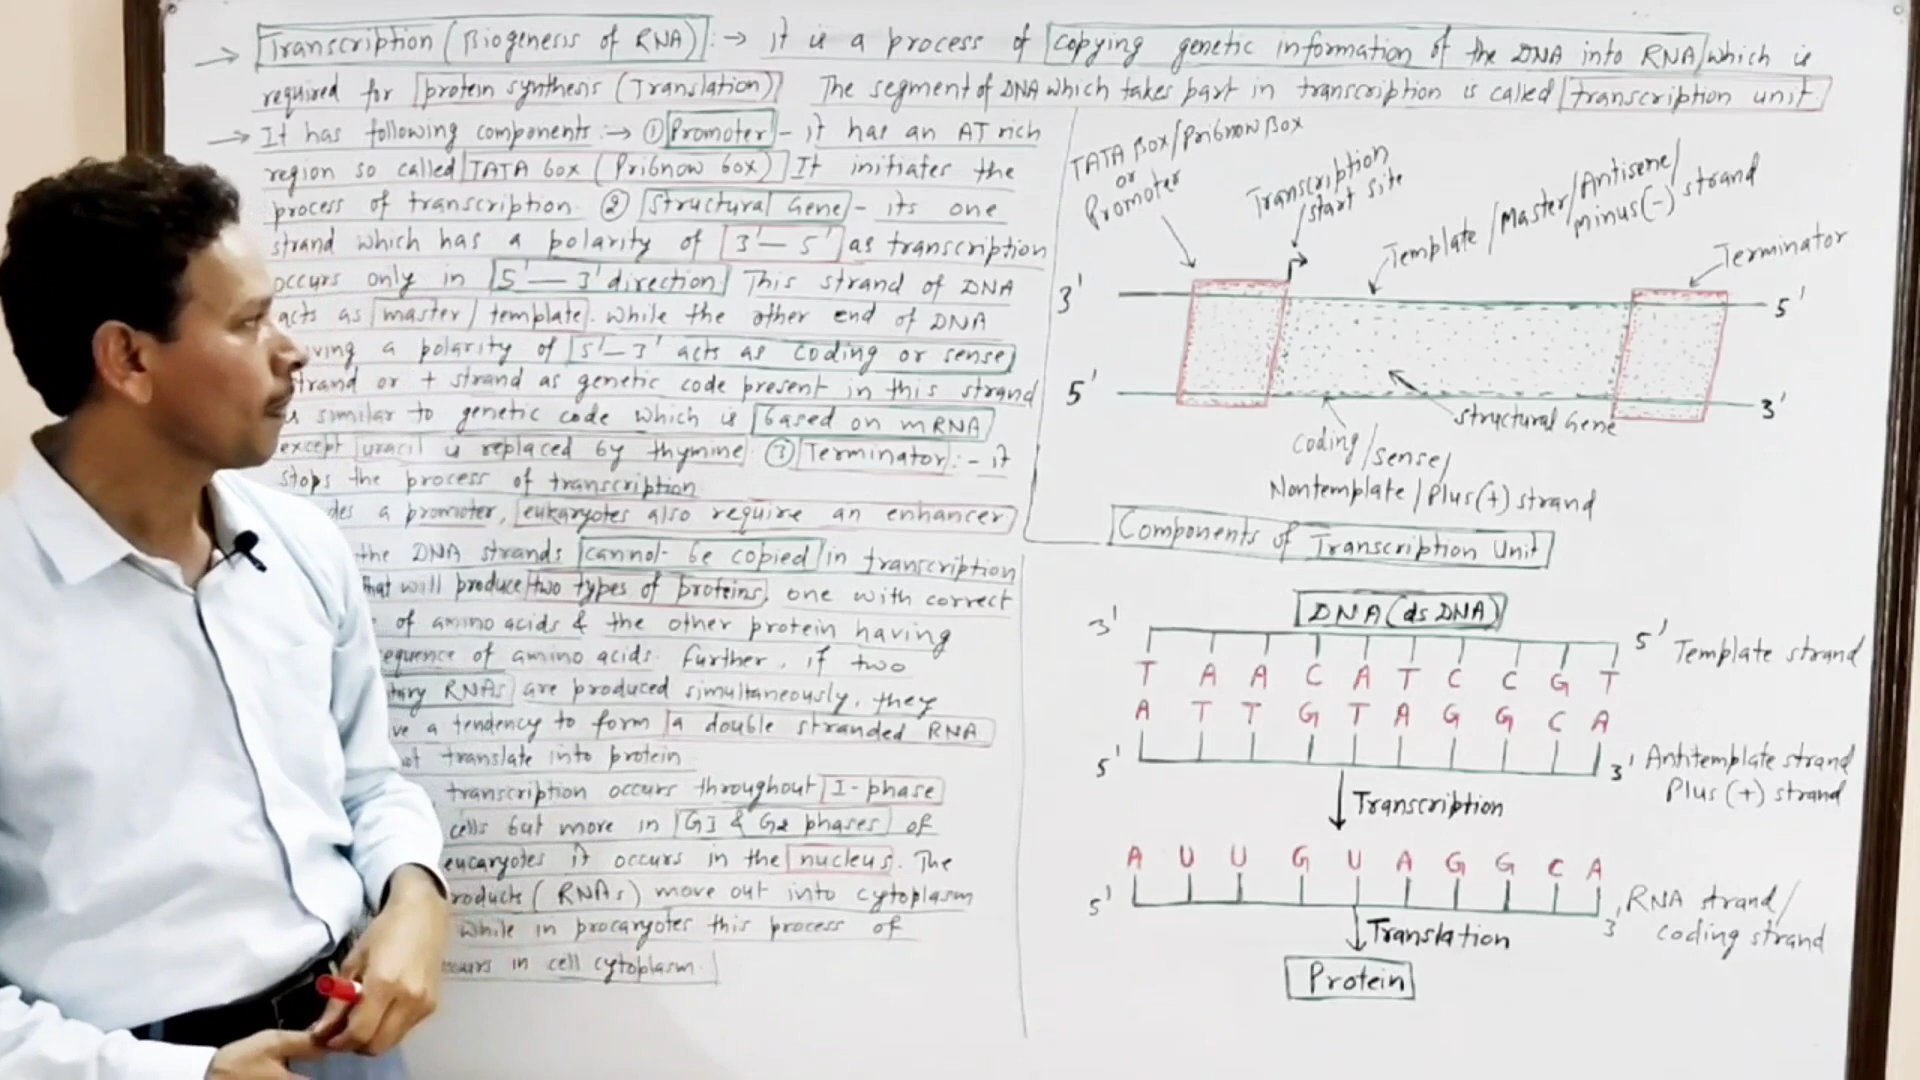 → Transcription (Biogenesis of RNA) :→ it is a process of copying genetic information of the DNA into RNA which is
required for protein synthesis (Translation) The segment of DNA which takes part in transcription is called transcription unit.
→ It has following components :→ ① Promoter - it has an AT rich
region so called TATA box (Pribnow box) It initiates the
process of transcription ② Structural Gene - its one
strand which has a polarity of 3'—5' as transcription
occurs only in 5'—3' direction This strand of DNA
acts as master/template. While the other end of DNA
a polarity of 5'—3' acts as coding or sense
strand or + strand as genetic code present in this strand
similar to genetic code which is based on mRNA
except uracil is replaced by thymine ③ Terminator :- it
stops the process of transcription
a promoter, eukaryotes also require an enhancer
the DNA strands cannot be copied in transcription
that will produce two types of proteins, one with correct
of amino acids & the other protein having
of amino acids. further, if two
RNAs are produced simultaneously, they
a tendency to form a double stranded RNA
translate into protein
transcription occurs throughout I-phase
cells but more in G1 & G2 phases of
eucaryotes it occurs in the nucleus. The
(RNAs) move out into cytoplasm
while in procaryotes this process of
in cell cytoplasm.
TATA Box/Pribnow Box
or
Promoter
Transcription
start site
Template/Master/Antisene/
minus(-) strand
Terminator
3' 5'
5' 3'
structural Gene
coding/sense/
Nontemplate/Plus(+) strand
Components of Transcription Unit
DNA (ds DNA)
3' 5' Template strand
T A A C A T C C G T
A T T G T A G G C A
5' 3' Antitemplate strand
Plus (+) strand
Transcription
A U U G U A G G C A
5' 3' RNA strand/
coding strand
Translation
Protein